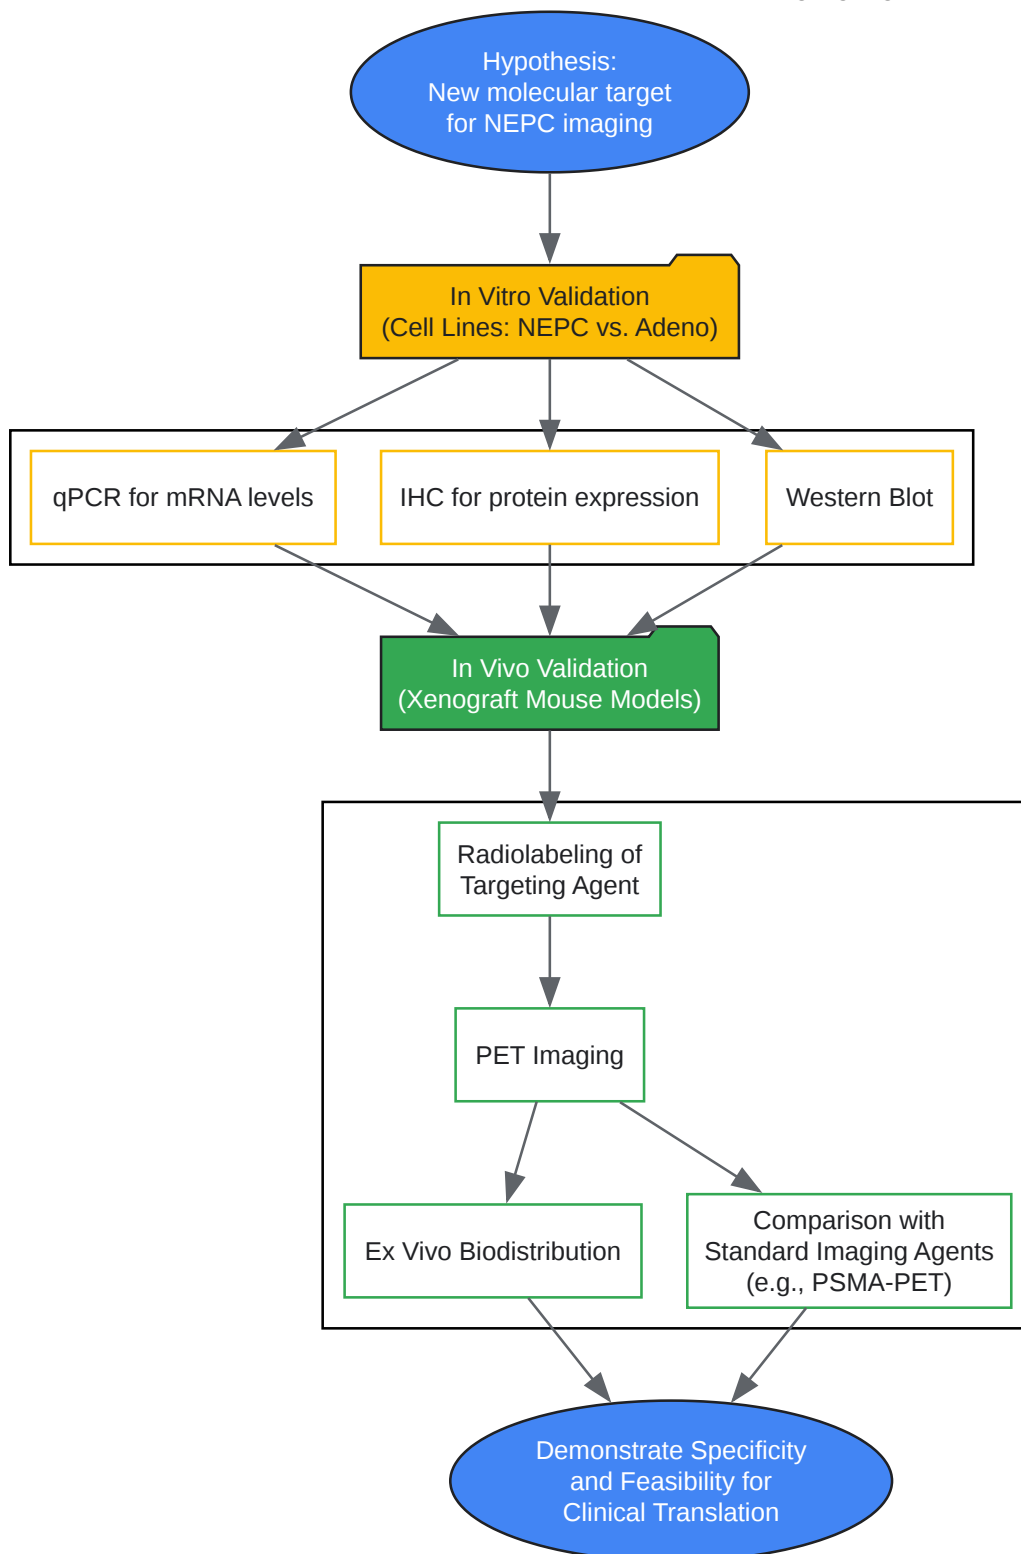 Hypothesis:
New molecular target
for NEPC imaging
In Vitro Validation
(Cell Lines: NEPC vs. Adeno)
qPCR for mRNA levels
IHC for protein expression
Western Blot
In Vivo Validation
(Xenograft Mouse Models)
Radiolabeling of
Targeting Agent
PET Imaging
Ex Vivo Biodistribution
Comparison with
Standard Imaging Agents
(e.g., PSMA-PET)
Demonstrate Specificity
and Feasibility for
Clinical Translation